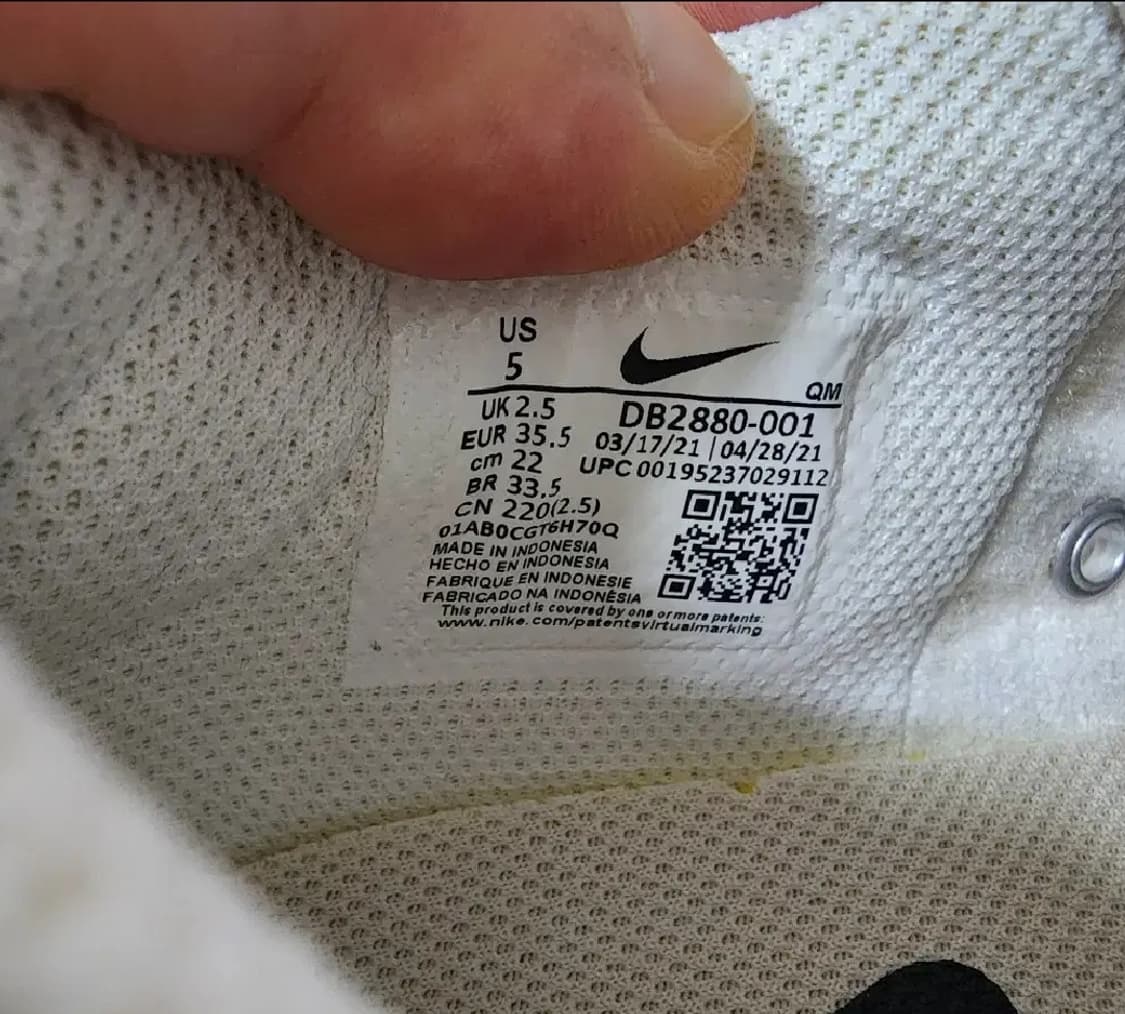 US
5
QM
UK 2.5
DB2880-001
EUR 35.5
03/17/21 | 04/28/21
cm 22
UPC 00195237029112
BR 33.5
CN 220(2.5)
01AB0CGT6H70Q
MADE IN INDONESIA
HECHO EN INDONESIA
FABRIQUE EN INDONESIE
FABRICADO NA INDONÉSIA
This product is covered by one or more patents:
www.nike.com/patentsvirtualmarking